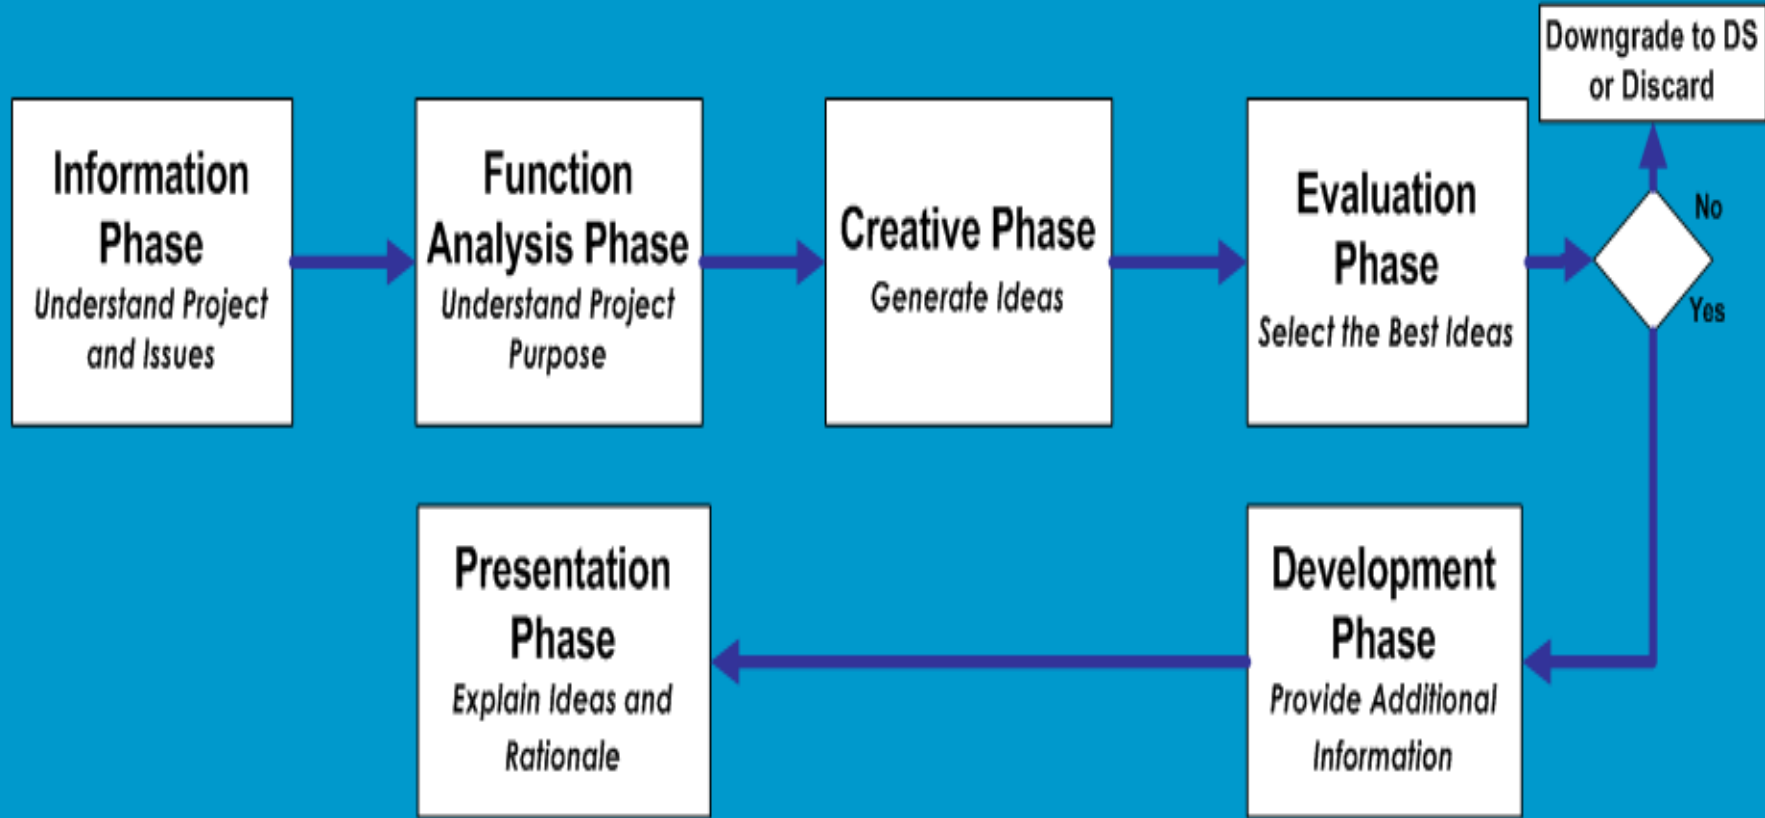 Information
Phase
Understand Project
and Issues
Function
Analysis Phase
Understand Project
Purpose
Creative Phase
Generate Ideas
Evaluation
Phase
Select the Best Ideas
Downgrade to DS
or Discard
No
Yes
Development
Phase
Provide Additional
Information
Presentation
Phase
Explain Ideas and
Rationale